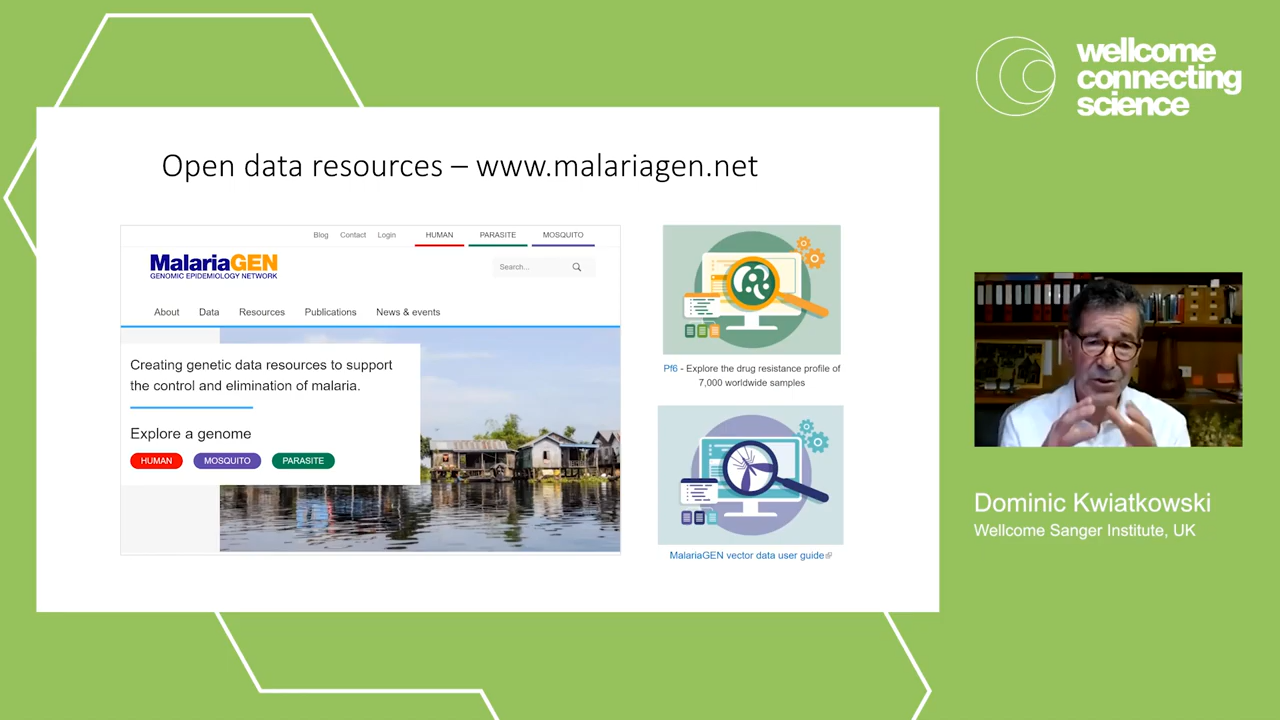 wellcome
connecting
science
Open data resources – www.malariagen.net
Blog Contact Login HUMAN PARASITE MOSQUITO
MalariaGEN
GENOMIC EPIDEMIOLOGY NETWORK
Search...
About Data Resources Publications News & events
Creating genetic data resources to support
the control and elimination of malaria.
Explore a genome
HUMAN MOSQUITO PARASITE
Pf6 - Explore the drug resistance profile of
7,000 worldwide samples
MalariaGEN vector data user guide
Dominic Kwiatkowski
Wellcome Sanger Institute, UK